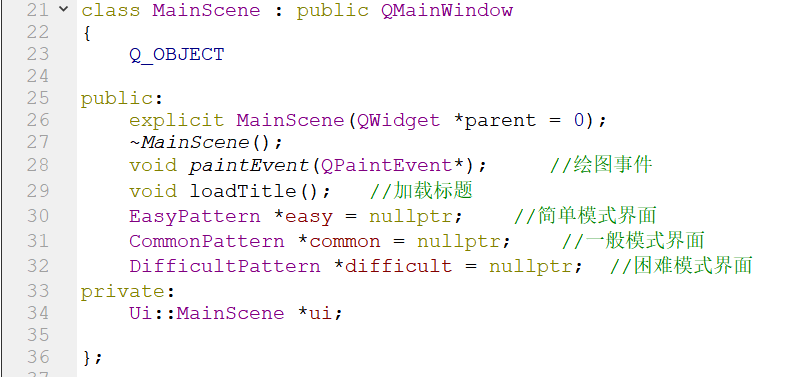 21 class MainScene : public QMainWindow
22 {
23     Q_OBJECT
24
25 public:
26     explicit MainScene(QWidget *parent = 0);
27     ~MainScene();
28     void paintEvent(QPaintEvent*);     //绘图事件
29     void loadTitle();   //加载标题
30     EasyPattern *easy = nullptr;    //简单模式界面
31     CommonPattern *common = nullptr;    //一般模式界面
32     DifficultPattern *difficult = nullptr;  //困难模式界面
33 private:
34     Ui::MainScene *ui;
35
36 };